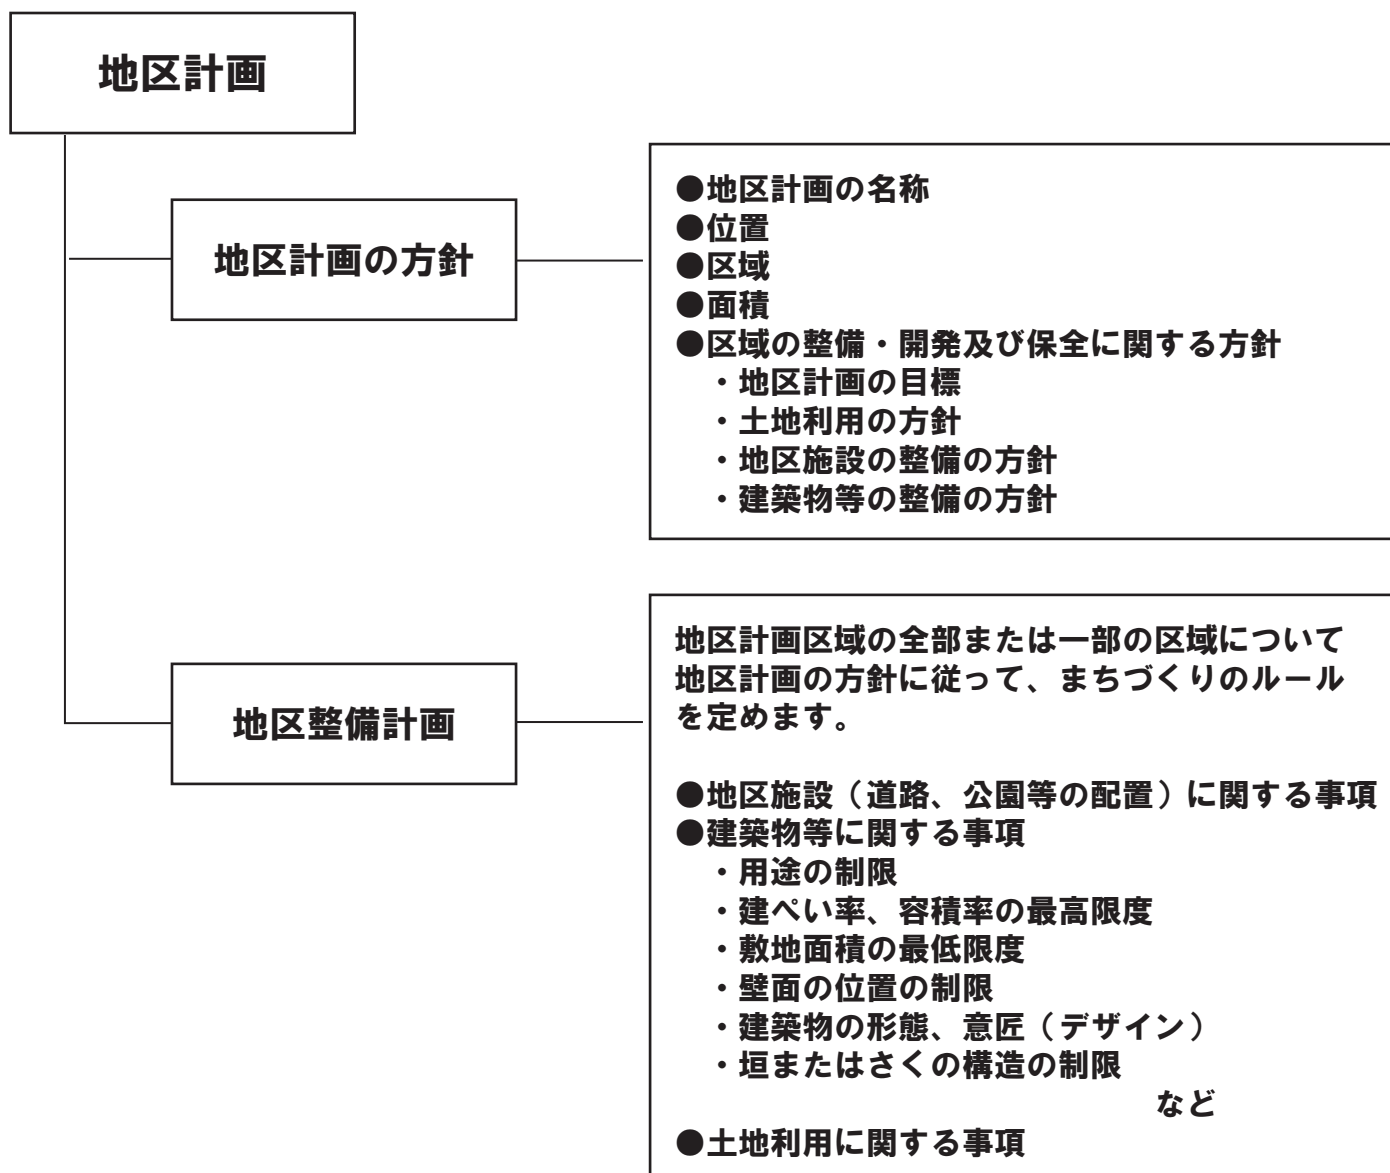 地区計画
地区計画の方針
●地区計画の名称
●位置
●区域
●面積
●区域の整備・開発及び保全に関する方針
・地区計画の目標
・土地利用の方針
・地区施設の整備の方針
・建築物等の整備の方針
地区整備計画
地区計画区域の全部または一部の区域について
地区計画の方針に従って、まちづくりのルール
を定めます。
●地区施設（道路、公園等の配置）に関する事項
●建築物等に関する事項
・用途の制限
・建ぺい率、容積率の最高限度
・敷地面積の最低限度
・壁面の位置の制限
・建築物の形態、意匠（デザイン）
・垣またはさくの構造の制限
など
●土地利用に関する事項